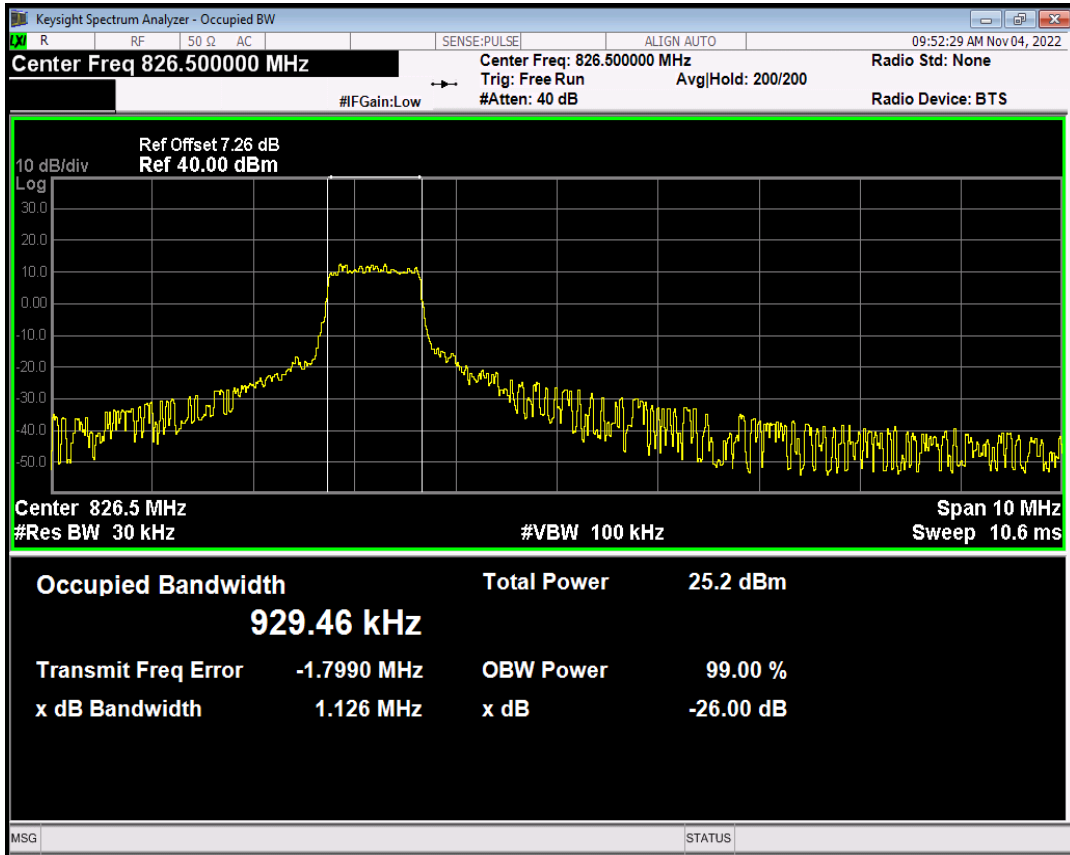 Keysight Spectrum Analyzer - Occupied BW
LXI R RF 50 Ω AC SENSE:PULSE ALIGN AUTO 09:52:29 AM Nov 04, 2022
Center Freq 826.500000 MHz Center Freq: 826.500000 MHz Radio Std: None
Trig: Free Run Avg|Hold: 200/200
#IFGain:Low #Atten: 40 dB Radio Device: BTS
Ref Offset 7.26 dB
10 dB/div Ref 40.00 dBm
Log
30.0
20.0
10.0
0.00
-10.0
-20.0
-30.0
-40.0
-50.0
Center 826.5 MHz Span 10 MHz
#Res BW 30 kHz #VBW 100 kHz Sweep 10.6 ms
Occupied Bandwidth Total Power 25.2 dBm
929.46 kHz
Transmit Freq Error -1.7990 MHz OBW Power 99.00 %
x dB Bandwidth 1.126 MHz x dB -26.00 dB
MSG STATUS